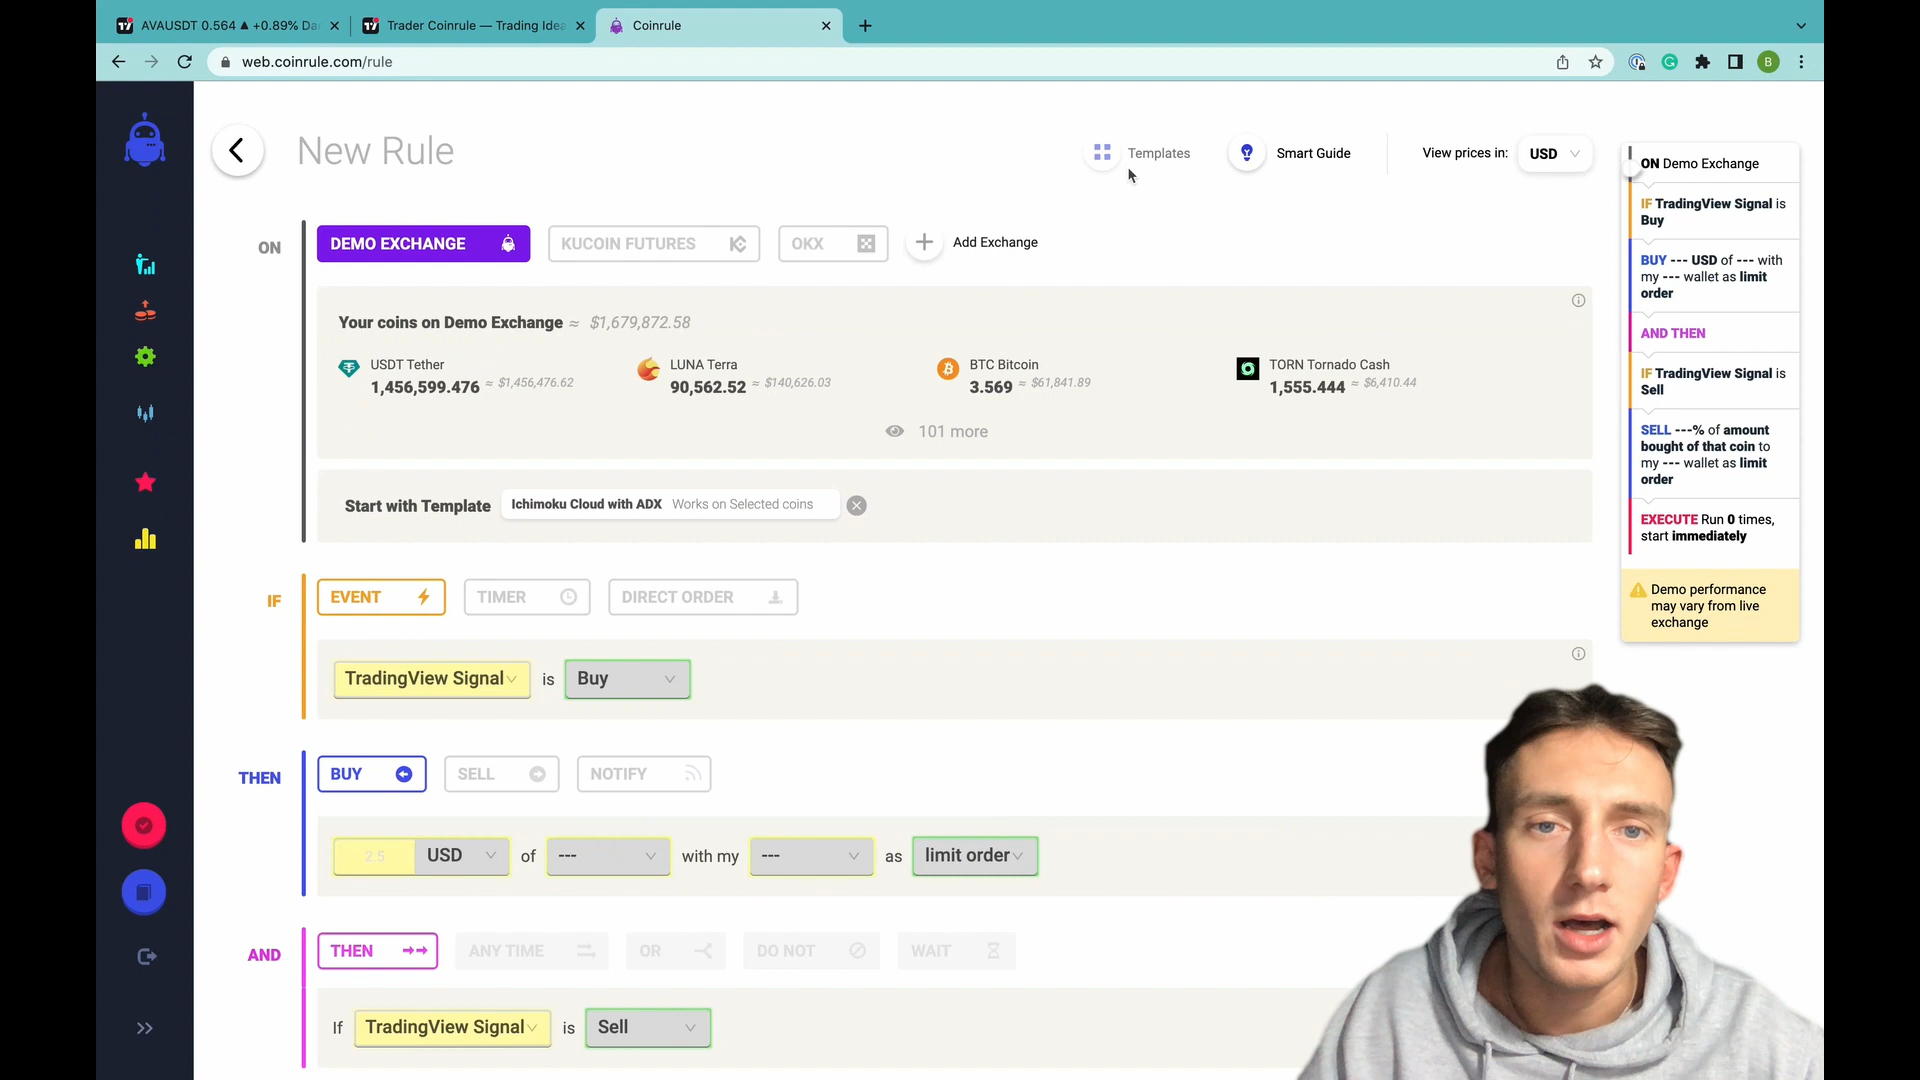 AVAUSDT 0.564 ▲ +0.89% Da
Trader Coinrule — Trading Idea
Coinrule
web.coinrule.com/rule
B
New Rule
Templates
Smart Guide
View prices in:
USD
ON
DEMO EXCHANGE
KUCOIN FUTURES
OKX
Add Exchange
Your coins on Demo Exchange ≈ $1,679,872.58
USDT Tether
1,456,599.476 ≈ $1,456,476.62
LUNA Terra
90,562.52 ≈ $140,626.03
BTC Bitcoin
3.569 ≈ $61,841.89
TORN Tornado Cash
1,555.444 ≈ $6,410.44
101 more
Start with Template
Ichimoku Cloud with ADX Works on Selected coins
IF
EVENT
TIMER
DIRECT ORDER
TradingView Signal is Buy
THEN
BUY
SELL
NOTIFY
2.5 USD of --- with my --- as limit order
AND
THEN
ANY TIME
OR
DO NOT
WAIT
If TradingView Signal is Sell
ON Demo Exchange
IF TradingView Signal is
Buy
BUY --- USD of --- with
my --- wallet as limit
order
AND THEN
IF TradingView Signal is
Sell
SELL ---% of amount
bought of that coin to
my --- wallet as limit
order
EXECUTE Run 0 times,
start immediately
Demo performance
may vary from live
exchange